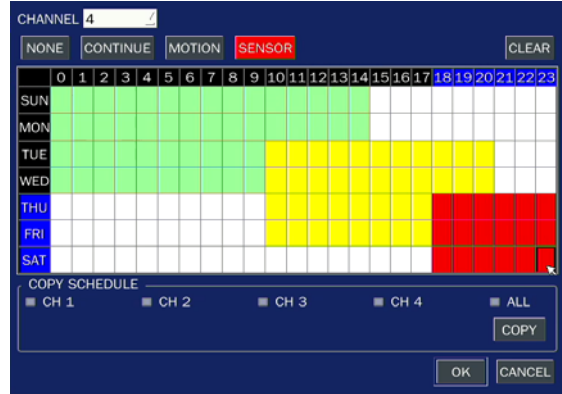 CHANNEL 4
NONE CONTINUE MOTION SENSOR CLEAR
0 1 2 3 4 5 6 7 8 9 10 11 12 13 14 15 16 17 18 19 20 21 22 23
SUN
MON
TUE
WED
THU
FRI
SAT
COPY SCHEDULE
CH 1 CH 2 CH 3 CH 4 ALL
COPY
OK CANCEL